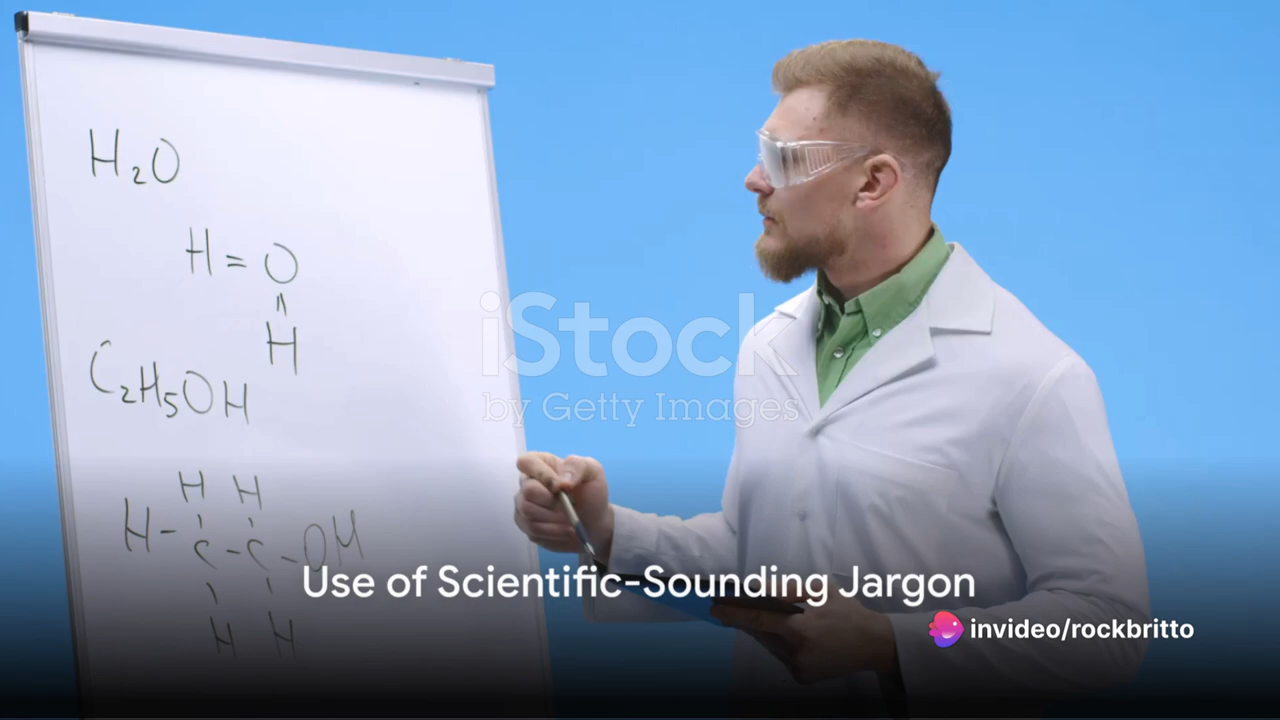 H₂O
H = O
=
H
C₂H₅OH
H H
H - C - C - OH
H H
iStock
by Getty Images
Use of Scientific-Sounding Jargon
invideo/rockbritto